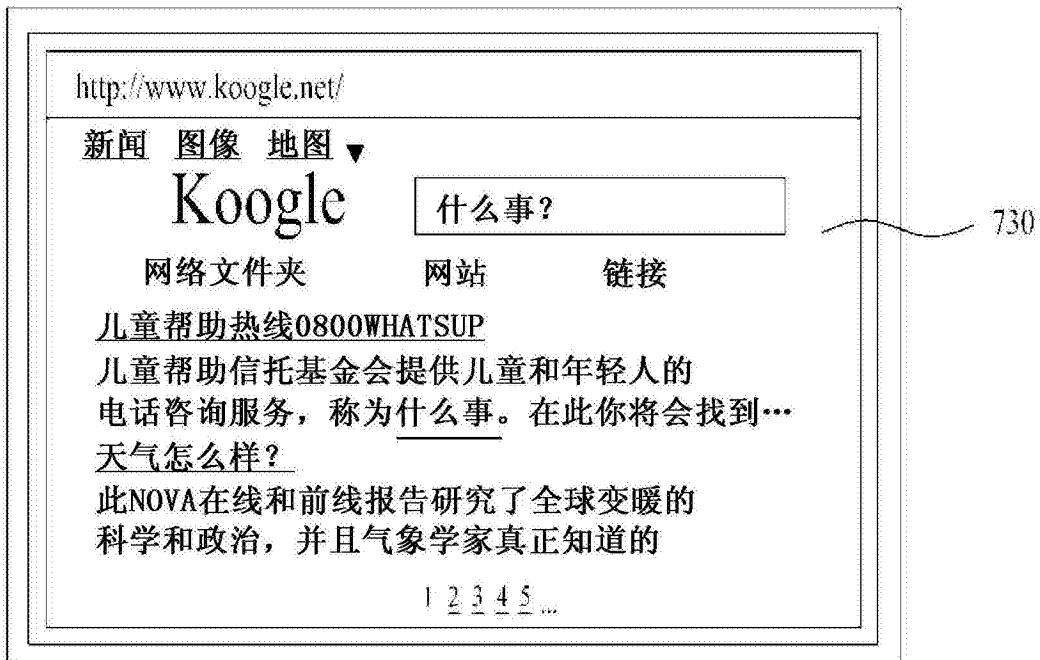 http://www.koogle.net/
新闻 图像 地图 ▼
Koogle 什么事？
730
网络文件夹 网站 链接
儿童帮助热线0800WHATSUP
儿童帮助信托基金会提供儿童和年轻人的
电话咨询服务，称为什么事。在此你将会找到…
天气怎么样？
此NOVA在线和前线报告研究了全球变暖的
科学和政治，并且气象学家真正知道的
1 2 3 4 5 ...